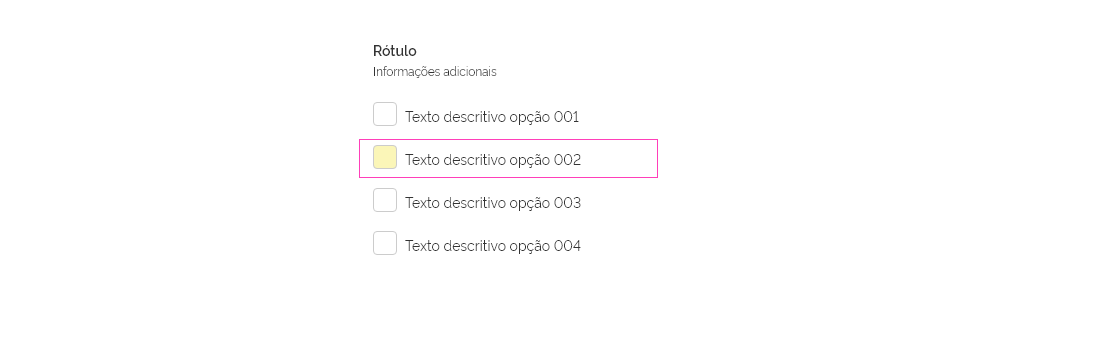 Rótulo
Informações adicionais
Texto descritivo opção 001
Texto descritivo opção 002
Texto descritivo opção 003
Texto descritivo opção 004